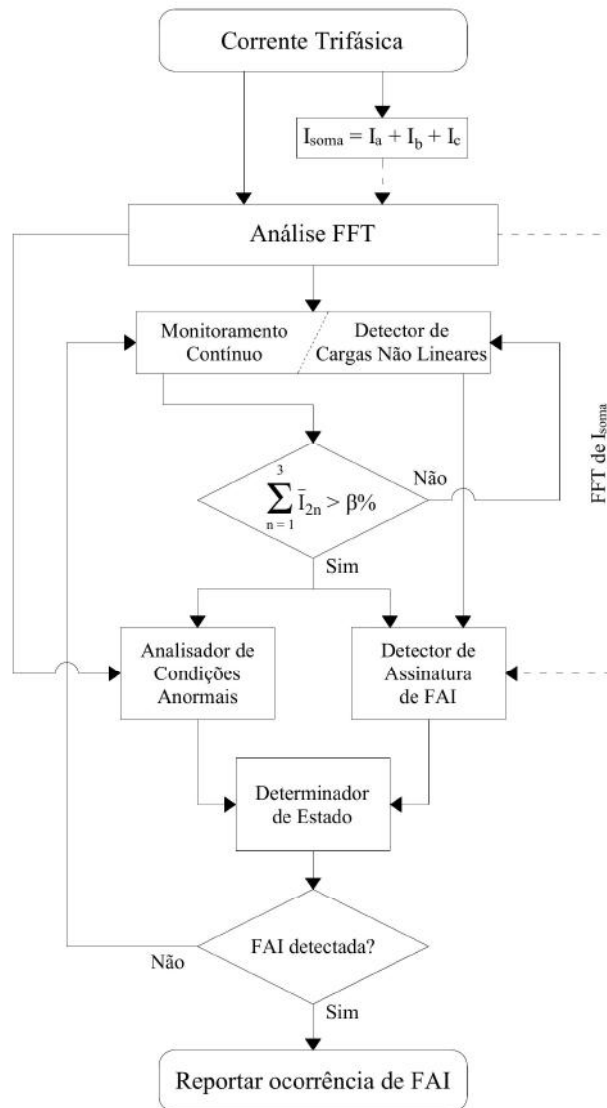 Corrente Trifásica
I_soma = I_a + I_b + I_c
Análise FFT
Monitoramento
Contínuo
Detector de
Cargas Não Lineares
FFT de I_soma
3
∑ Ī_2n > β%
n = 1
Não
Sim
Analisador de
Condições
Anormais
Detector de
Assinatura
de FAI
Determinador
de Estado
FAI detectada?
Não
Sim
Reportar ocorrência de FAI